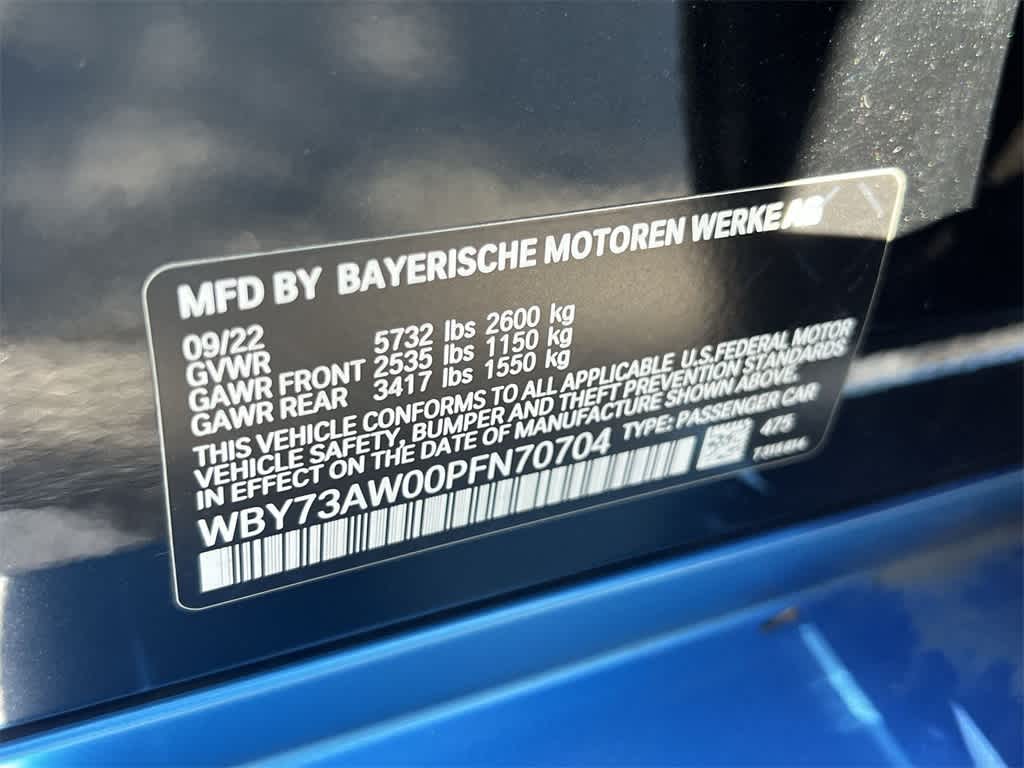 MFD BY BAYERISCHE MOTOREN WERKE AG
09/22
GVWR 5732 lbs 2600 kg
GAWR FRONT 2535 lbs 1150 kg
GAWR REAR 3417 lbs 1550 kg
THIS VEHICLE CONFORMS TO ALL APPLICABLE U.S.FEDERAL MOTOR
VEHICLE SAFETY, BUMPER AND THEFT PREVENTION STANDARDS
IN EFFECT ON THE DATE OF MANUFACTURE SHOWN ABOVE.
WBY73AW00PFN70704 TYPE: PASSENGER CAR
475